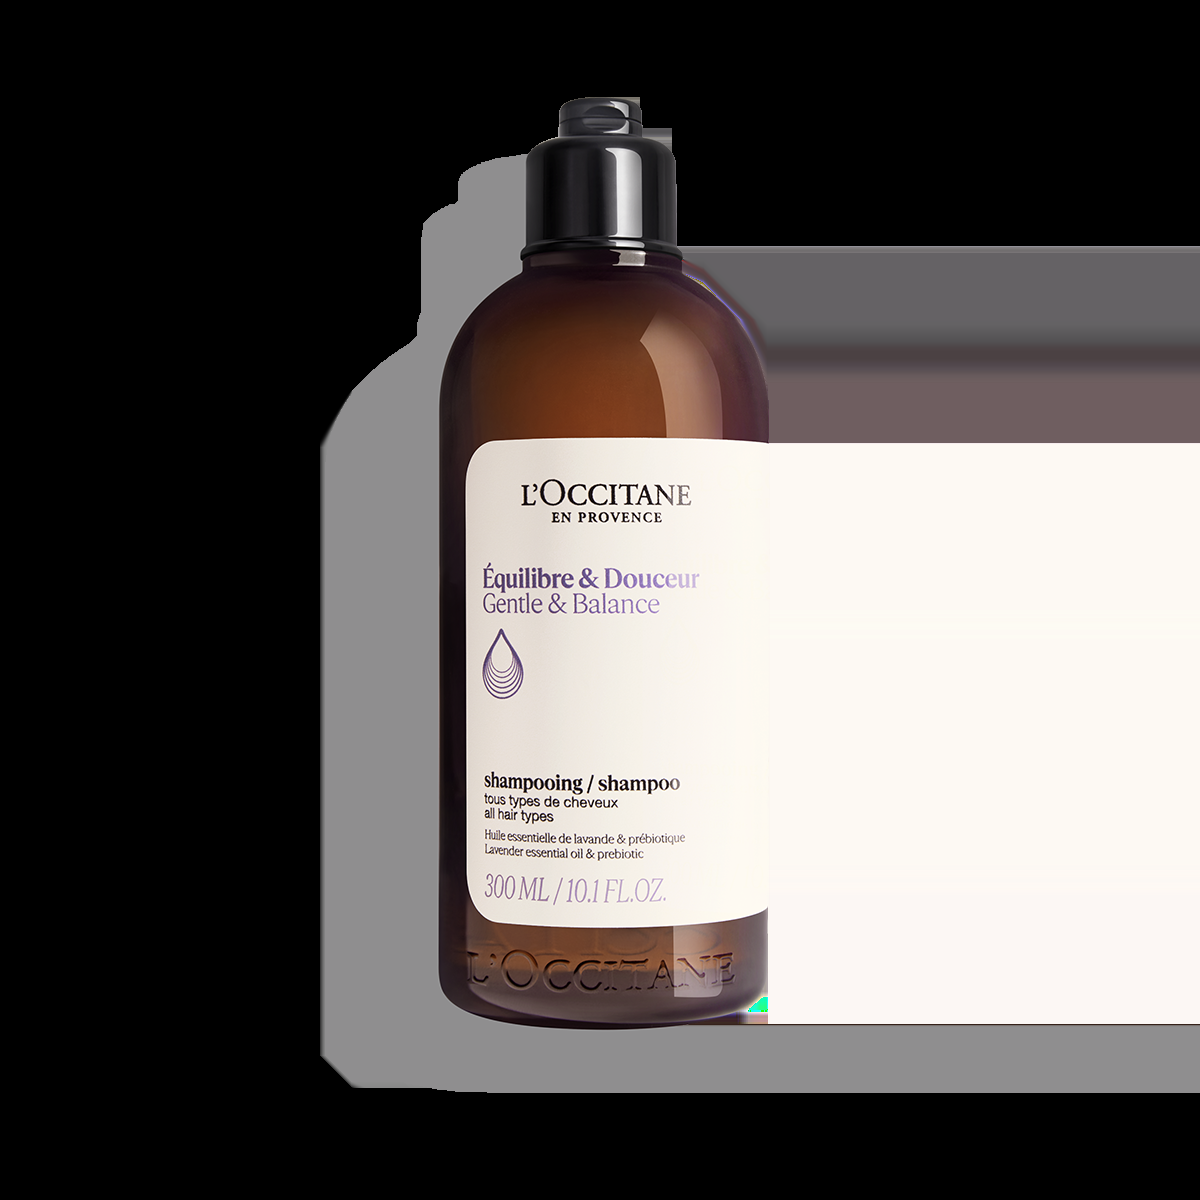 L'OCCITANE
EN PROVENCE
Équilibre & Douceur
Gentle & Balance
shampooing / shampoo
tous types de cheveux
all hair types
Huile essentielle de lavande & prébiotique
Lavender essential oil & prebiotic
300 ML / 10.1 FL.OZ.
L'OCCITANE